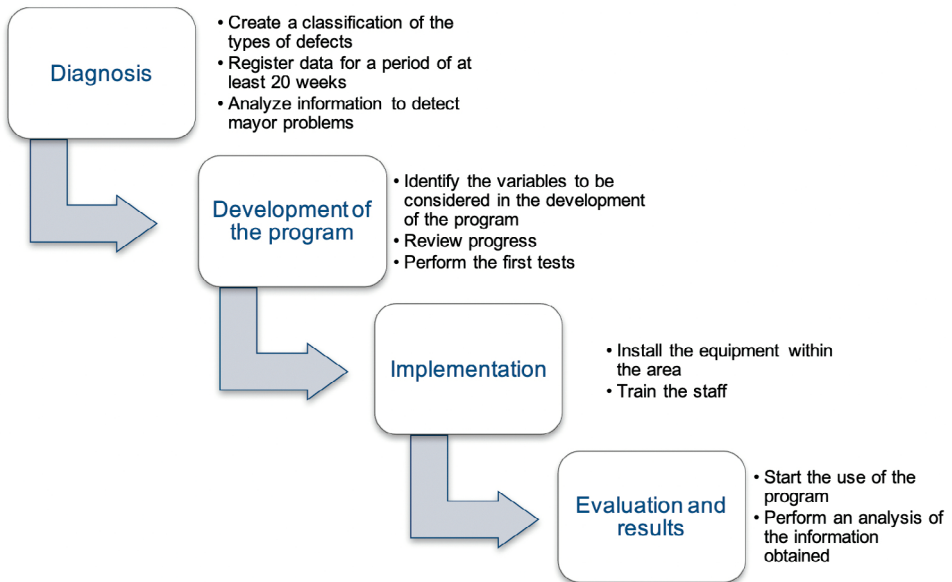 Diagnosis
• Create a classification of the
types of defects
• Register data for a period of at
least 20 weeks
• Analyze information to detect
mayor problems
Development of
the program
• Identify the variables to be
considered in the development
of the program
• Review progress
• Perform the first tests
Implementation
• Install the equipment within
the area
• Train the staff
Evaluation and
results
• Start the use of the
program
• Perform an analysis of
the information
obtained